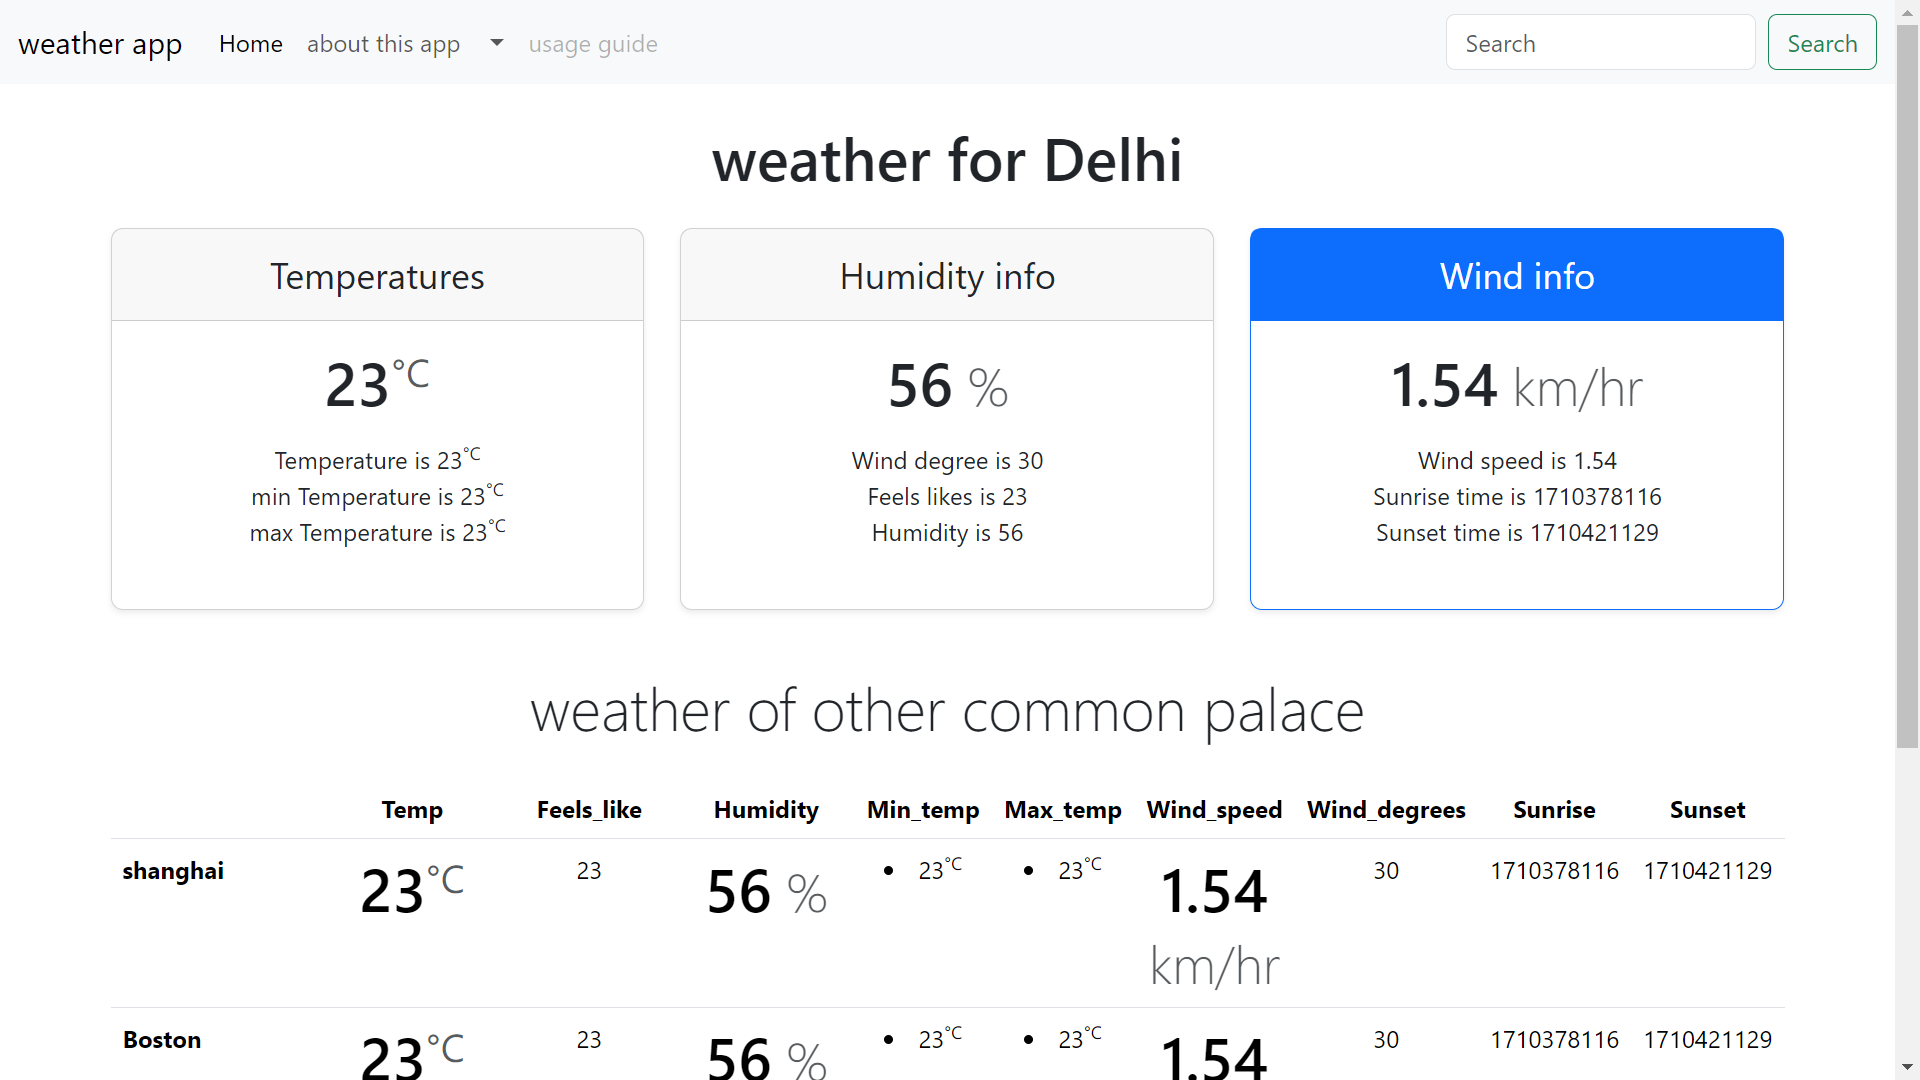 weather app Home about this app usage guide Search Search
weather for Delhi
Temperatures
23°C
Temperature is 23°C
min Temperature is 23°C
max Temperature is 23°C
Humidity info
56 %
Wind degree is 30
Feels likes is 23
Humidity is 56
Wind info
1.54 km/hr
Wind speed is 1.54
Sunrise time is 1710378116
Sunset time is 1710421129
weather of other common palace
Temp Feels_like Humidity Min_temp Max_temp Wind_speed Wind_degrees Sunrise Sunset
shanghai 23°C 23 56 % • 23°C • 23°C 1.54 km/hr 30 1710378116 1710421129
Boston 23°C 23 56 % • 23°C • 23°C 1.54 30 1710378116 1710421129